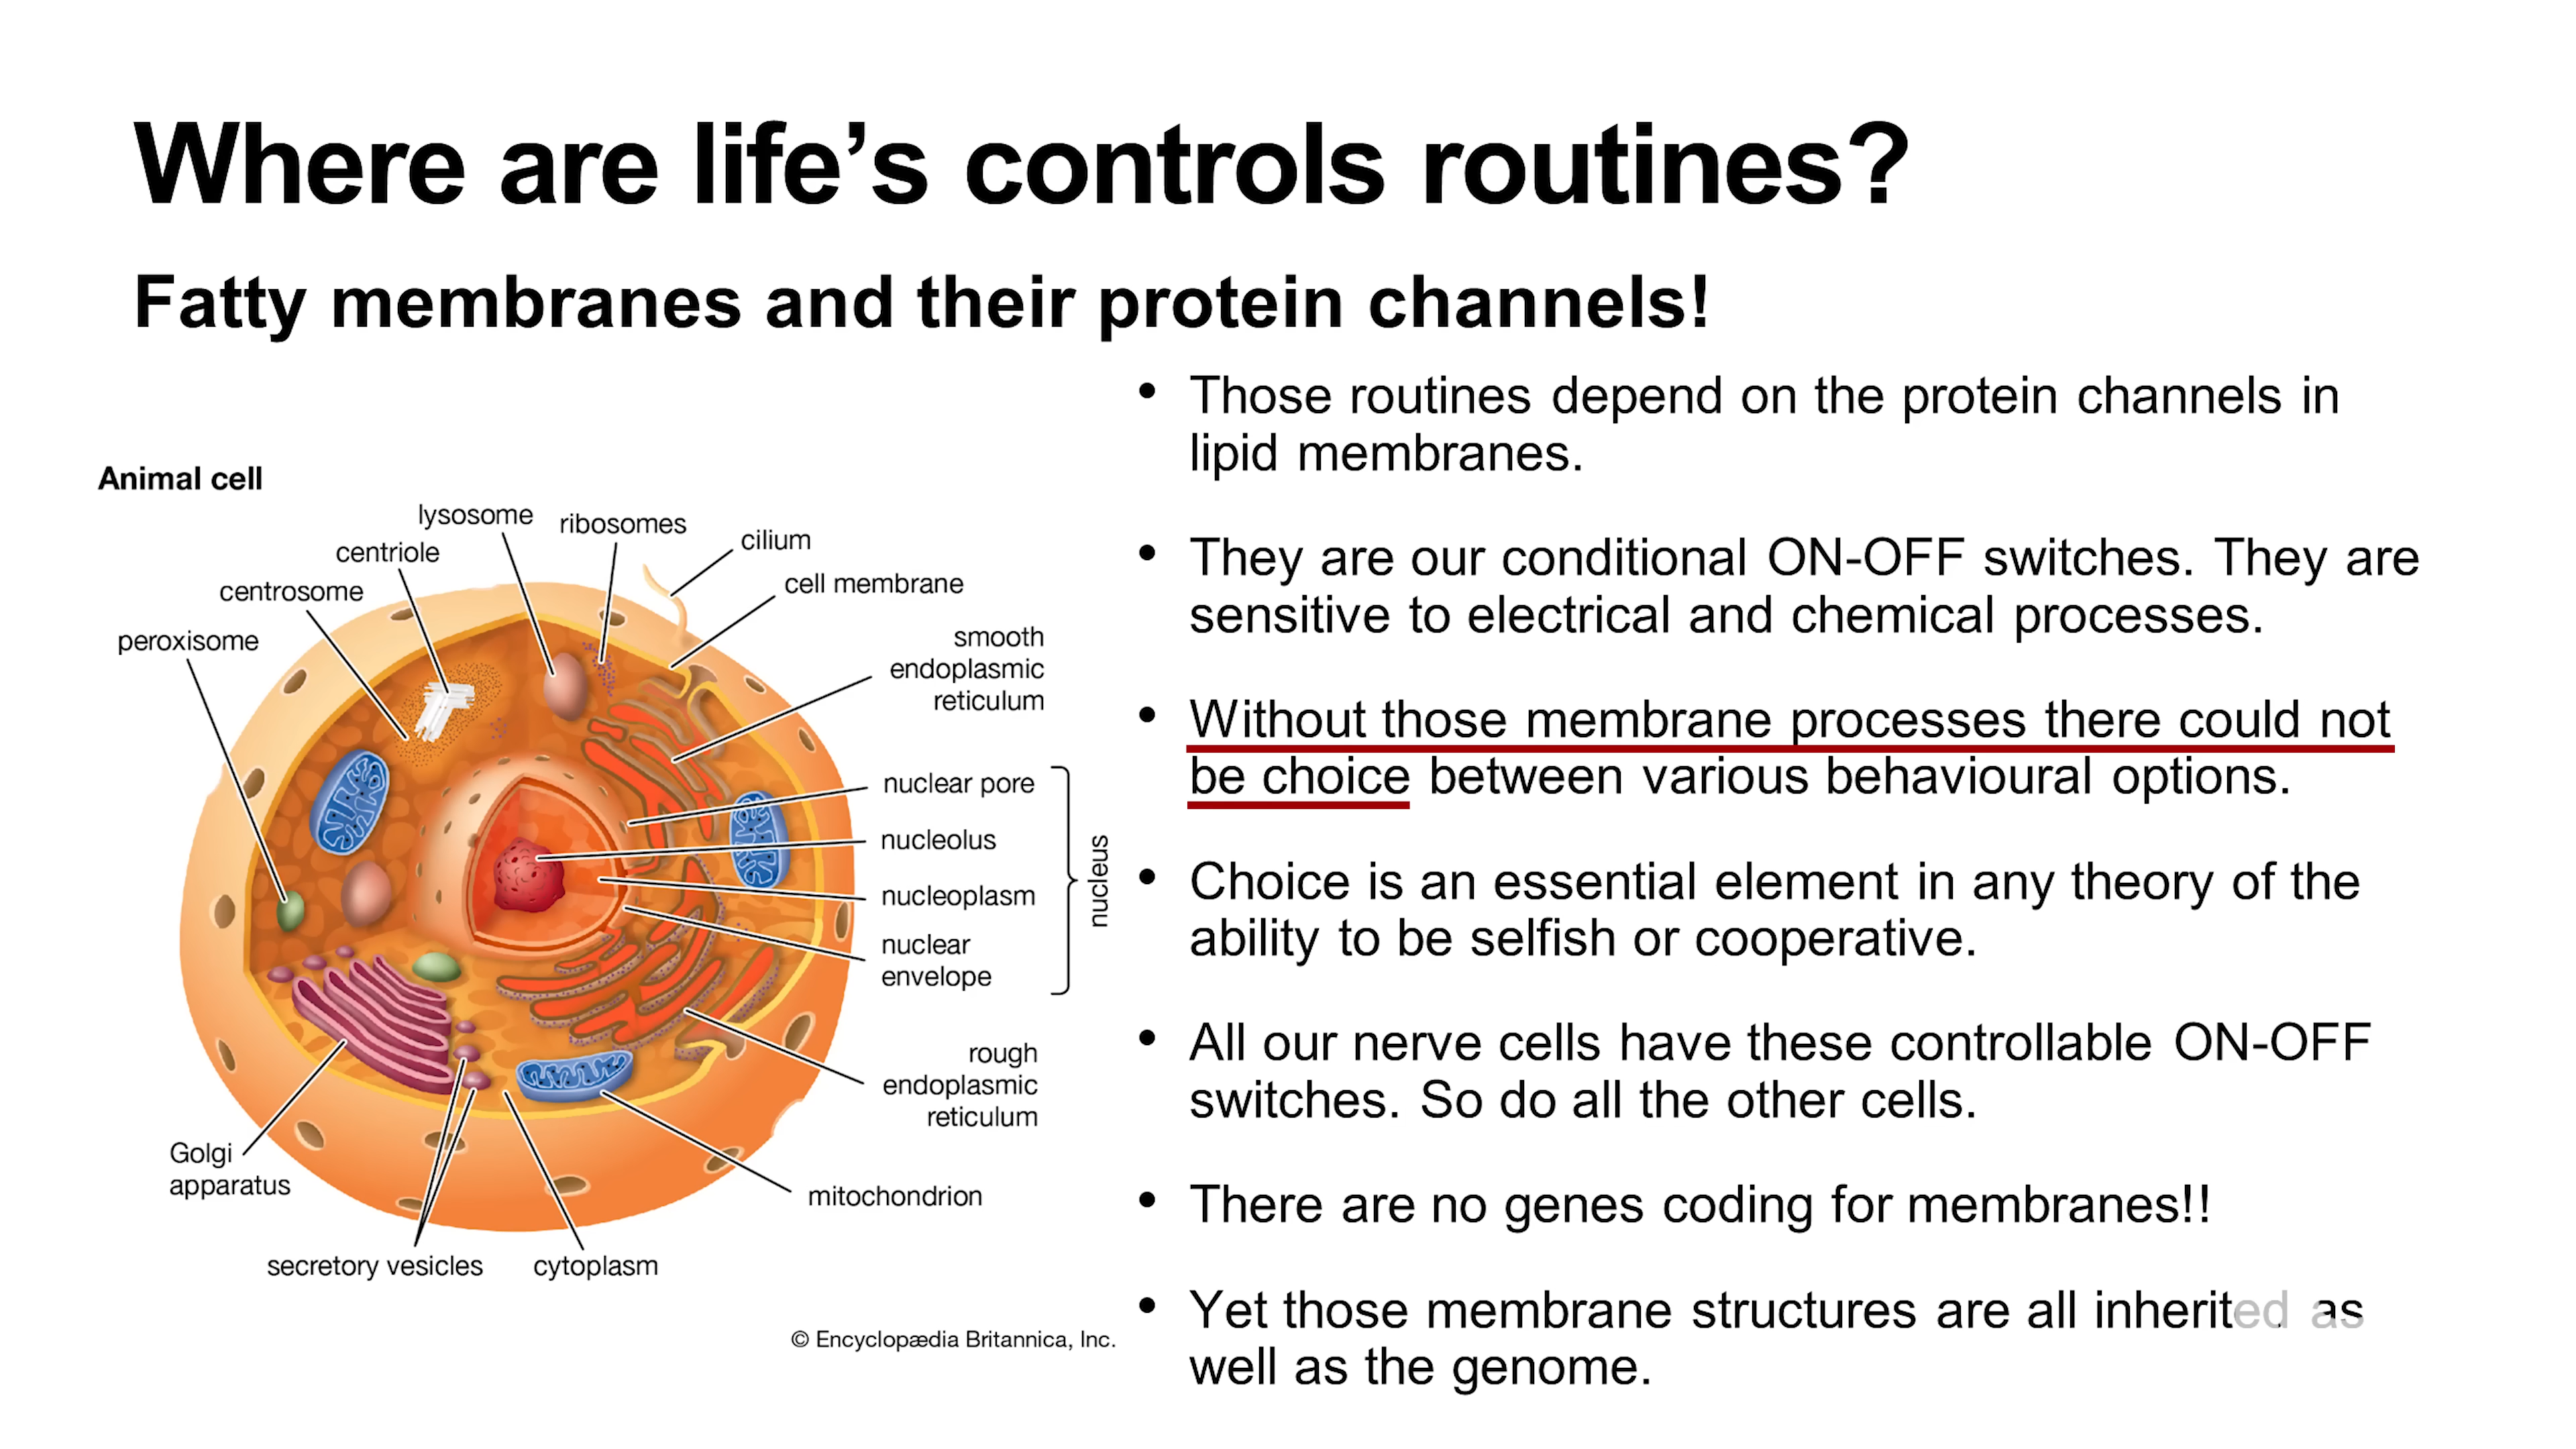 Where are life’s controls routines?
Fatty membranes and their protein channels!
Animal cell
lysosome
ribosomes
cilium
centriole
cell membrane
centrosome
peroxisome
smooth
endoplasmic
reticulum
nuclear pore
nucleolus
nucleoplasm
nuclear
envelope
nucleus
rough
endoplasmic
reticulum
Golgi
apparatus
mitochondrion
secretory vesicles
cytoplasm
© Encyclopædia Britannica, Inc.
• Those routines depend on the protein channels in
lipid membranes.
• They are our conditional ON-OFF switches. They are
sensitive to electrical and chemical processes.
• Without those membrane processes there could not
be choice between various behavioural options.
• Choice is an essential element in any theory of the
ability to be selfish or cooperative.
• All our nerve cells have these controllable ON-OFF
switches. So do all the other cells.
• There are no genes coding for membranes!!
• Yet those membrane structures are all inherited as
well as the genome.